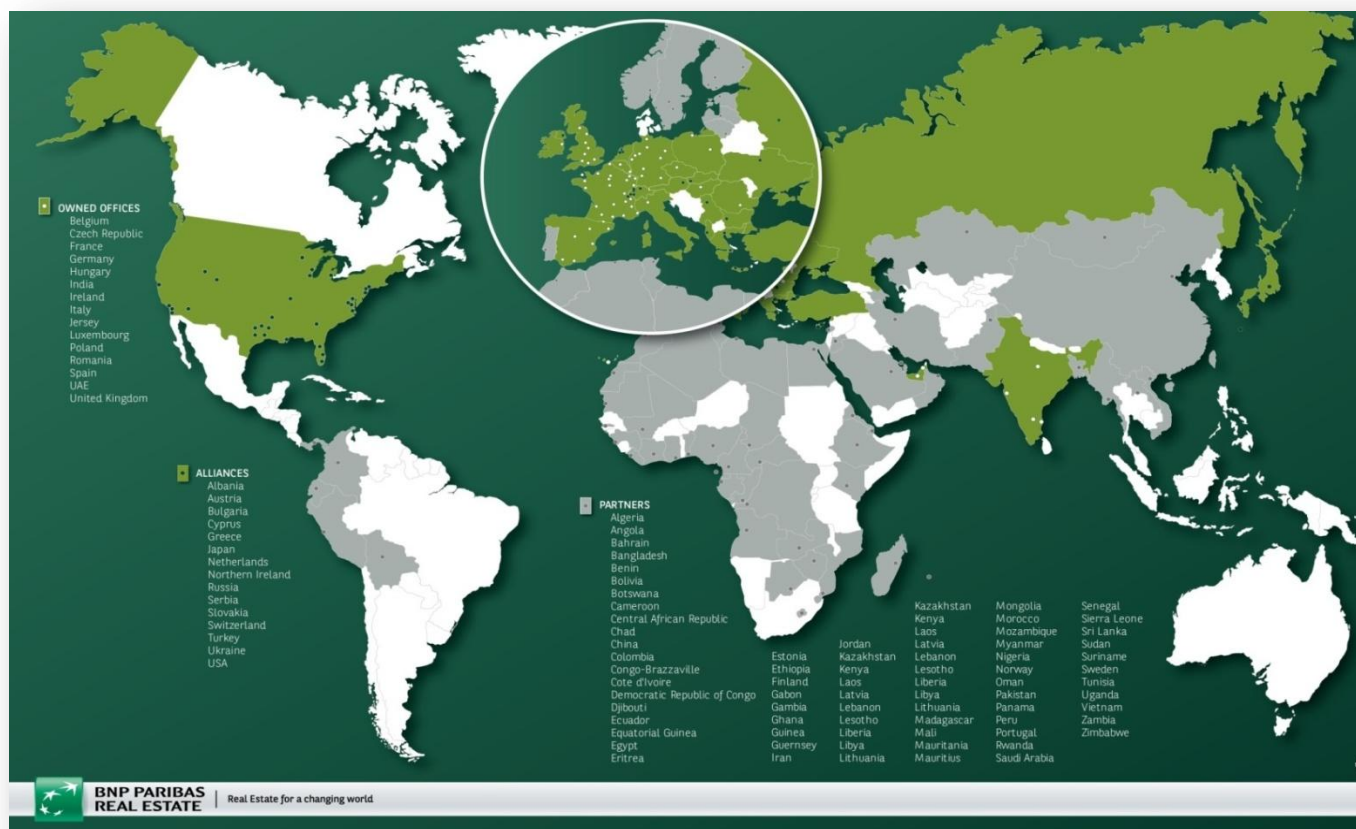 OWNED OFFICES
Belgium
Czech Republic
France
Germany
Hungary
India
Ireland
Italy
Jersey
Luxembourg
Poland
Romania
Spain
UAE
United Kingdom
ALLIANCES
Albania
Austria
Bulgaria
Cyprus
Greece
Japan
Netherlands
Northern Ireland
Russia
Serbia
Slovakia
Switzerland
Turkey
Ukraine
USA
PARTNERS
Algeria
Angola
Bahrain
Bangladesh
Benin
Bolivia
Botswana
Cameroon
Central African Republic
Chad
China
Colombia
Congo-Brazzaville
Cote d'Ivoire
Democratic Republic of Congo
Djibouti
Ecuador
Equatorial Guinea
Egypt
Eritrea
Estonia
Ethiopia
Finland
Gabon
Gambia
Ghana
Guinea
Guernsey
Iran
Jordan
Kazakhstan
Kenya
Laos
Latvia
Lebanon
Lesotho
Liberia
Libya
Lithuania
Kazakhstan
Kenya
Laos
Latvia
Lebanon
Lesotho
Liberia
Libya
Lithuania
Madagascar
Mali
Mauritania
Mauritius
Mongolia
Morocco
Mozambique
Myanmar
Nigeria
Norway
Oman
Pakistan
Panama
Peru
Portugal
Rwanda
Saudi Arabia
Senegal
Sierra Leone
Sri Lanka
Sudan
Suriname
Sweden
Tunisia
Uganda
Vietnam
Zambia
Zimbabwe
BNP PARIBAS
REAL ESTATE
Real Estate for a changing world